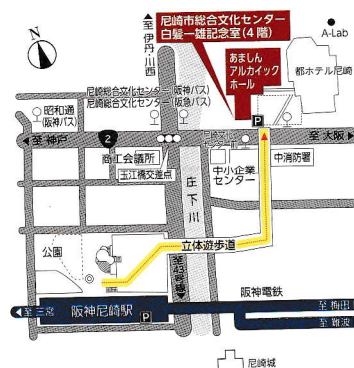 至伊丹・川西
尼崎市総合文化センター
白髪一雄記念室(4階)
A-Lab
N
あましん
アルカイック
ホール
都ホテル尼崎
尼崎総合文化センター(阪神バス)
尼崎総合文化センター(阪急バス)
昭和通
(阪神バス)
P
至神戸
2
至大阪
商工会議所
玉江橋交差点
中小企業
センター
中消防署
庄下川
公園
立体遊歩道
至43号線
阪神電鉄
至三宮
阪神尼崎駅
P
至梅田
至難波
尼崎城